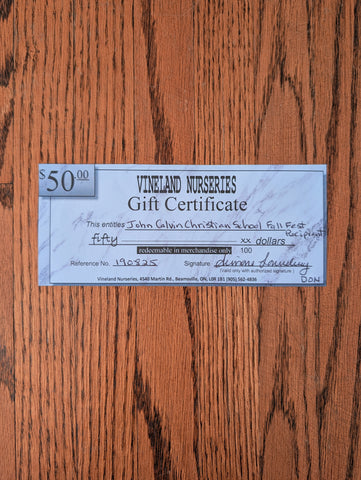 $50.00
VINELAND NURSERIES
Gift Certificate
This entitles John Calvin Christian School Fall Fest Recipient
fifty xx dollars
100
redeemable in merchandise only
Reference No. 190825 Signature
(Valid only with authorized signature)
DON
Vineland Nurseries, 4540 Martin Rd., Beamsville, ON, L0R 1B1 (905) 562-4836